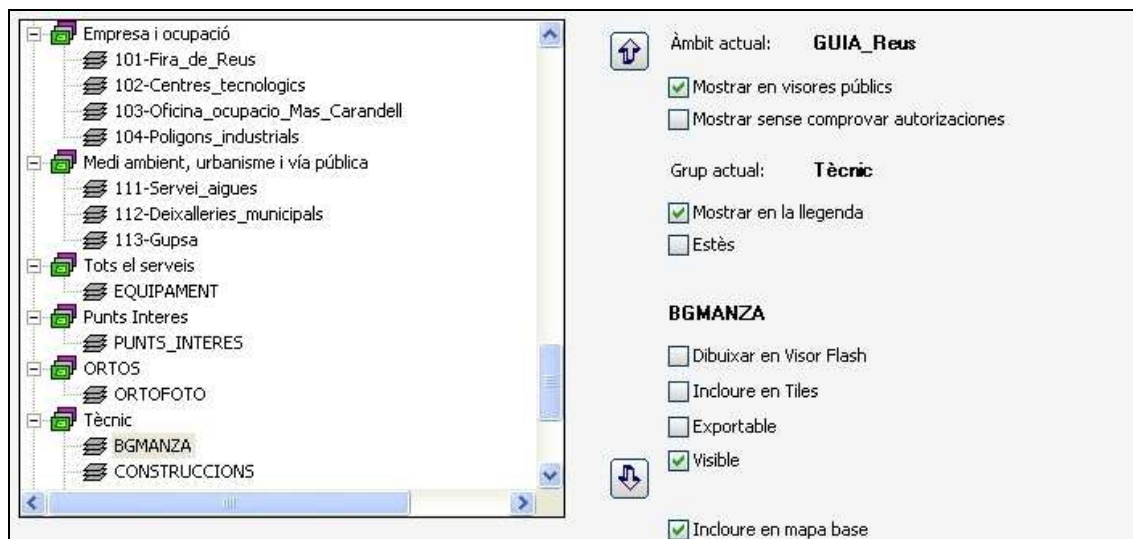 Empresa i ocupació
101-Fira_de_Reus
102-Centres_tecnologics
103-Oficina_ocupacio_Mas_Carandell
104-Poligons_industrials
Medi ambient, urbanisme i vía pública
111-Servei_aigues
112-Deixalleries_municipals
113-Gupsa
Tots el serveis
EQUIPAMENT
Punts Interes
PUNTS_INTERES
ORTOS
ORTOFOTO
Tècnic
BGMANZA
CONSTRUCCIONS
Àmbit actual: GUIA_Reus
Mostrar en visores públics
Mostrar sense comprovar autorizaciones
Grup actual: Tècnic
Mostrar en la llegenda
Estès
BGMANZA
Dibuixar en Visor Flash
Incloure en Tiles
Exportable
Visible
Incloure en mapa base